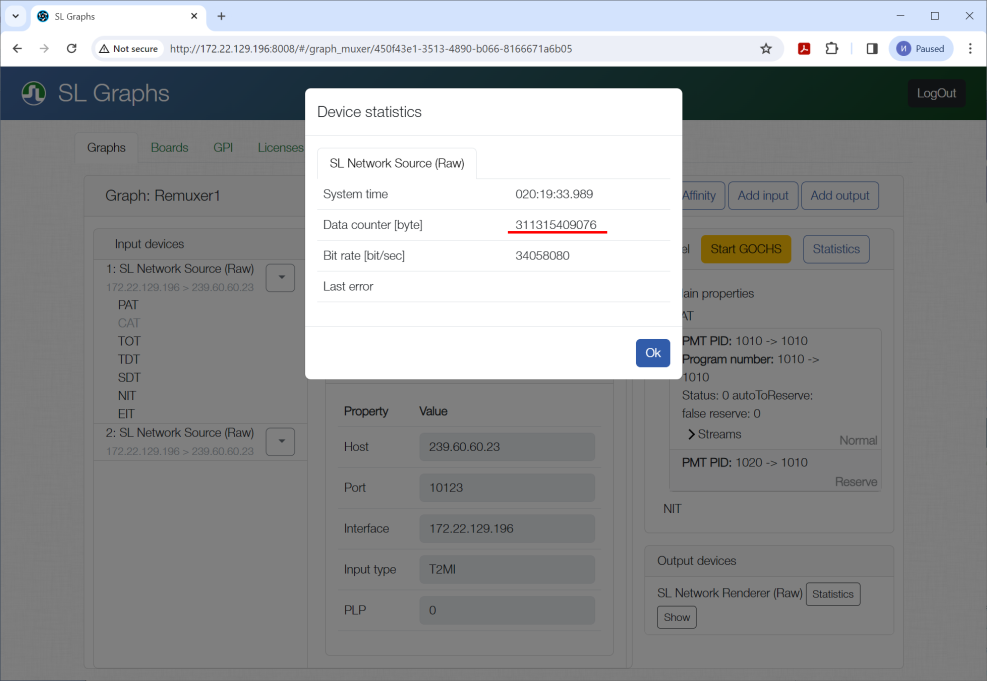 SL Graphs
Not secure
http://172.22.129.196:8008/#/graph_muxer/450f43e1-3513-4890-b066-8166671a6b05
И Paused
SL Graphs
LogOut
Graphs Boards GPI Licenses
Graph: Remuxer1
Affinity Add input Add output
Device statistics
SL Network Source (Raw)
System time 020:19:33.989
Data counter [byte] 311315409076
Bit rate [bit/sec] 34058080
Last error
Ok
Input devices
1: SL Network Source (Raw)
172.22.129.196 > 239.60.60.23
PAT
CAT
TOT
TDT
SDT
NIT
EIT
2: SL Network Source (Raw)
172.22.129.196 > 239.60.60.23
Property Value
Host 239.60.60.23
Port 10123
Interface 172.22.129.196
Input type T2MI
PLP 0
el Start GOCHS Statistics
ain properties
AT
PMT PID: 1010 -> 1010
Program number: 1010 ->
1010
Status: 0 autoToReserve:
false reserve: 0
Streams
Normal
PMT PID: 1020 -> 1010
Reserve
NIT
Output devices
SL Network Renderer (Raw) Statistics
Show